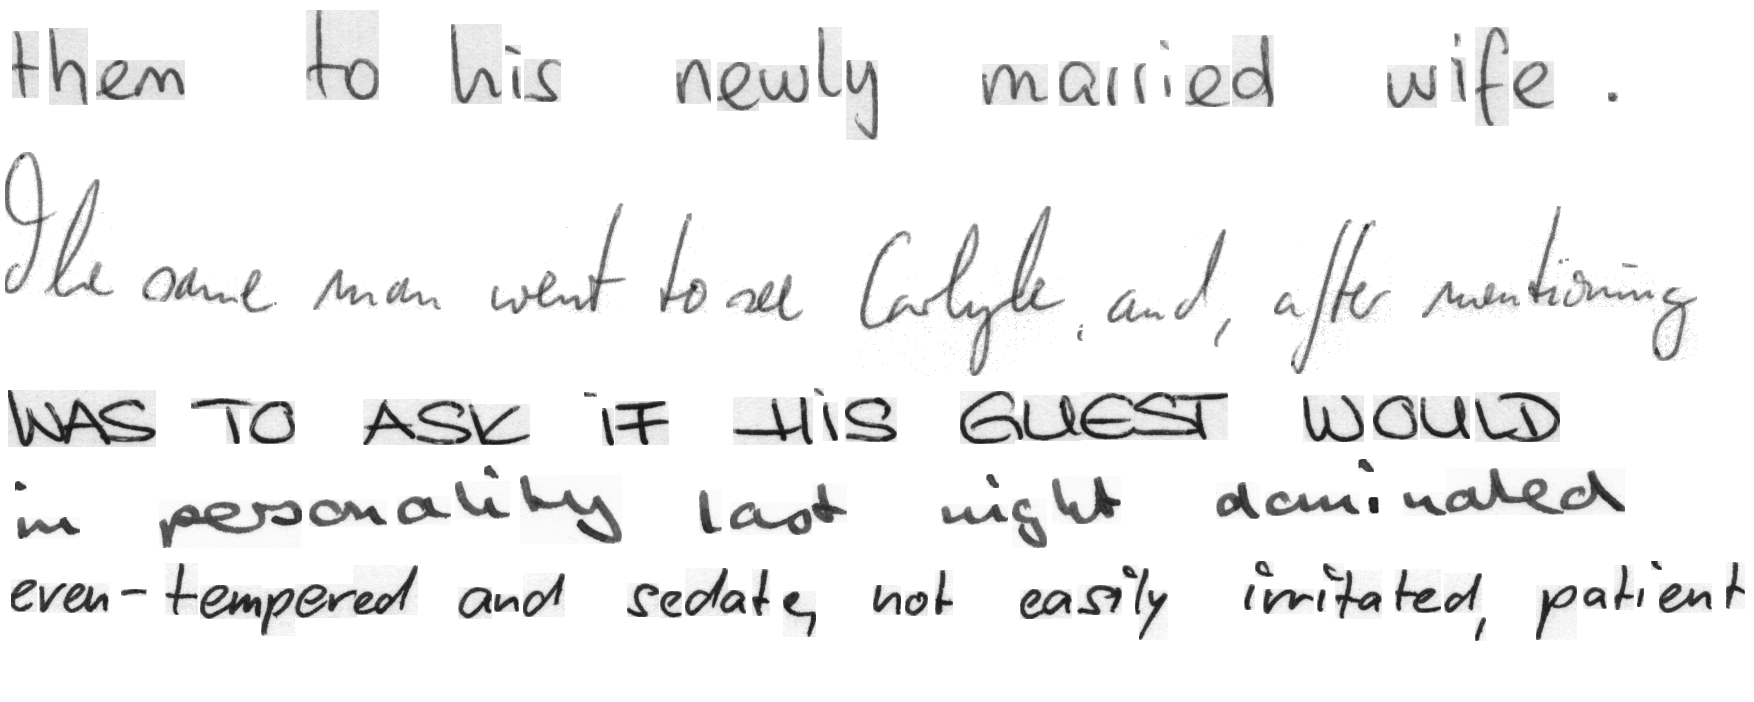 them to his newly married wife .
The same man went to see Carlyle, and, after mentioning
WAS TO ASK iF HiS GUEST WOULD
in personality last night dominated
even-tempered and sedate, not easily irritated, patient